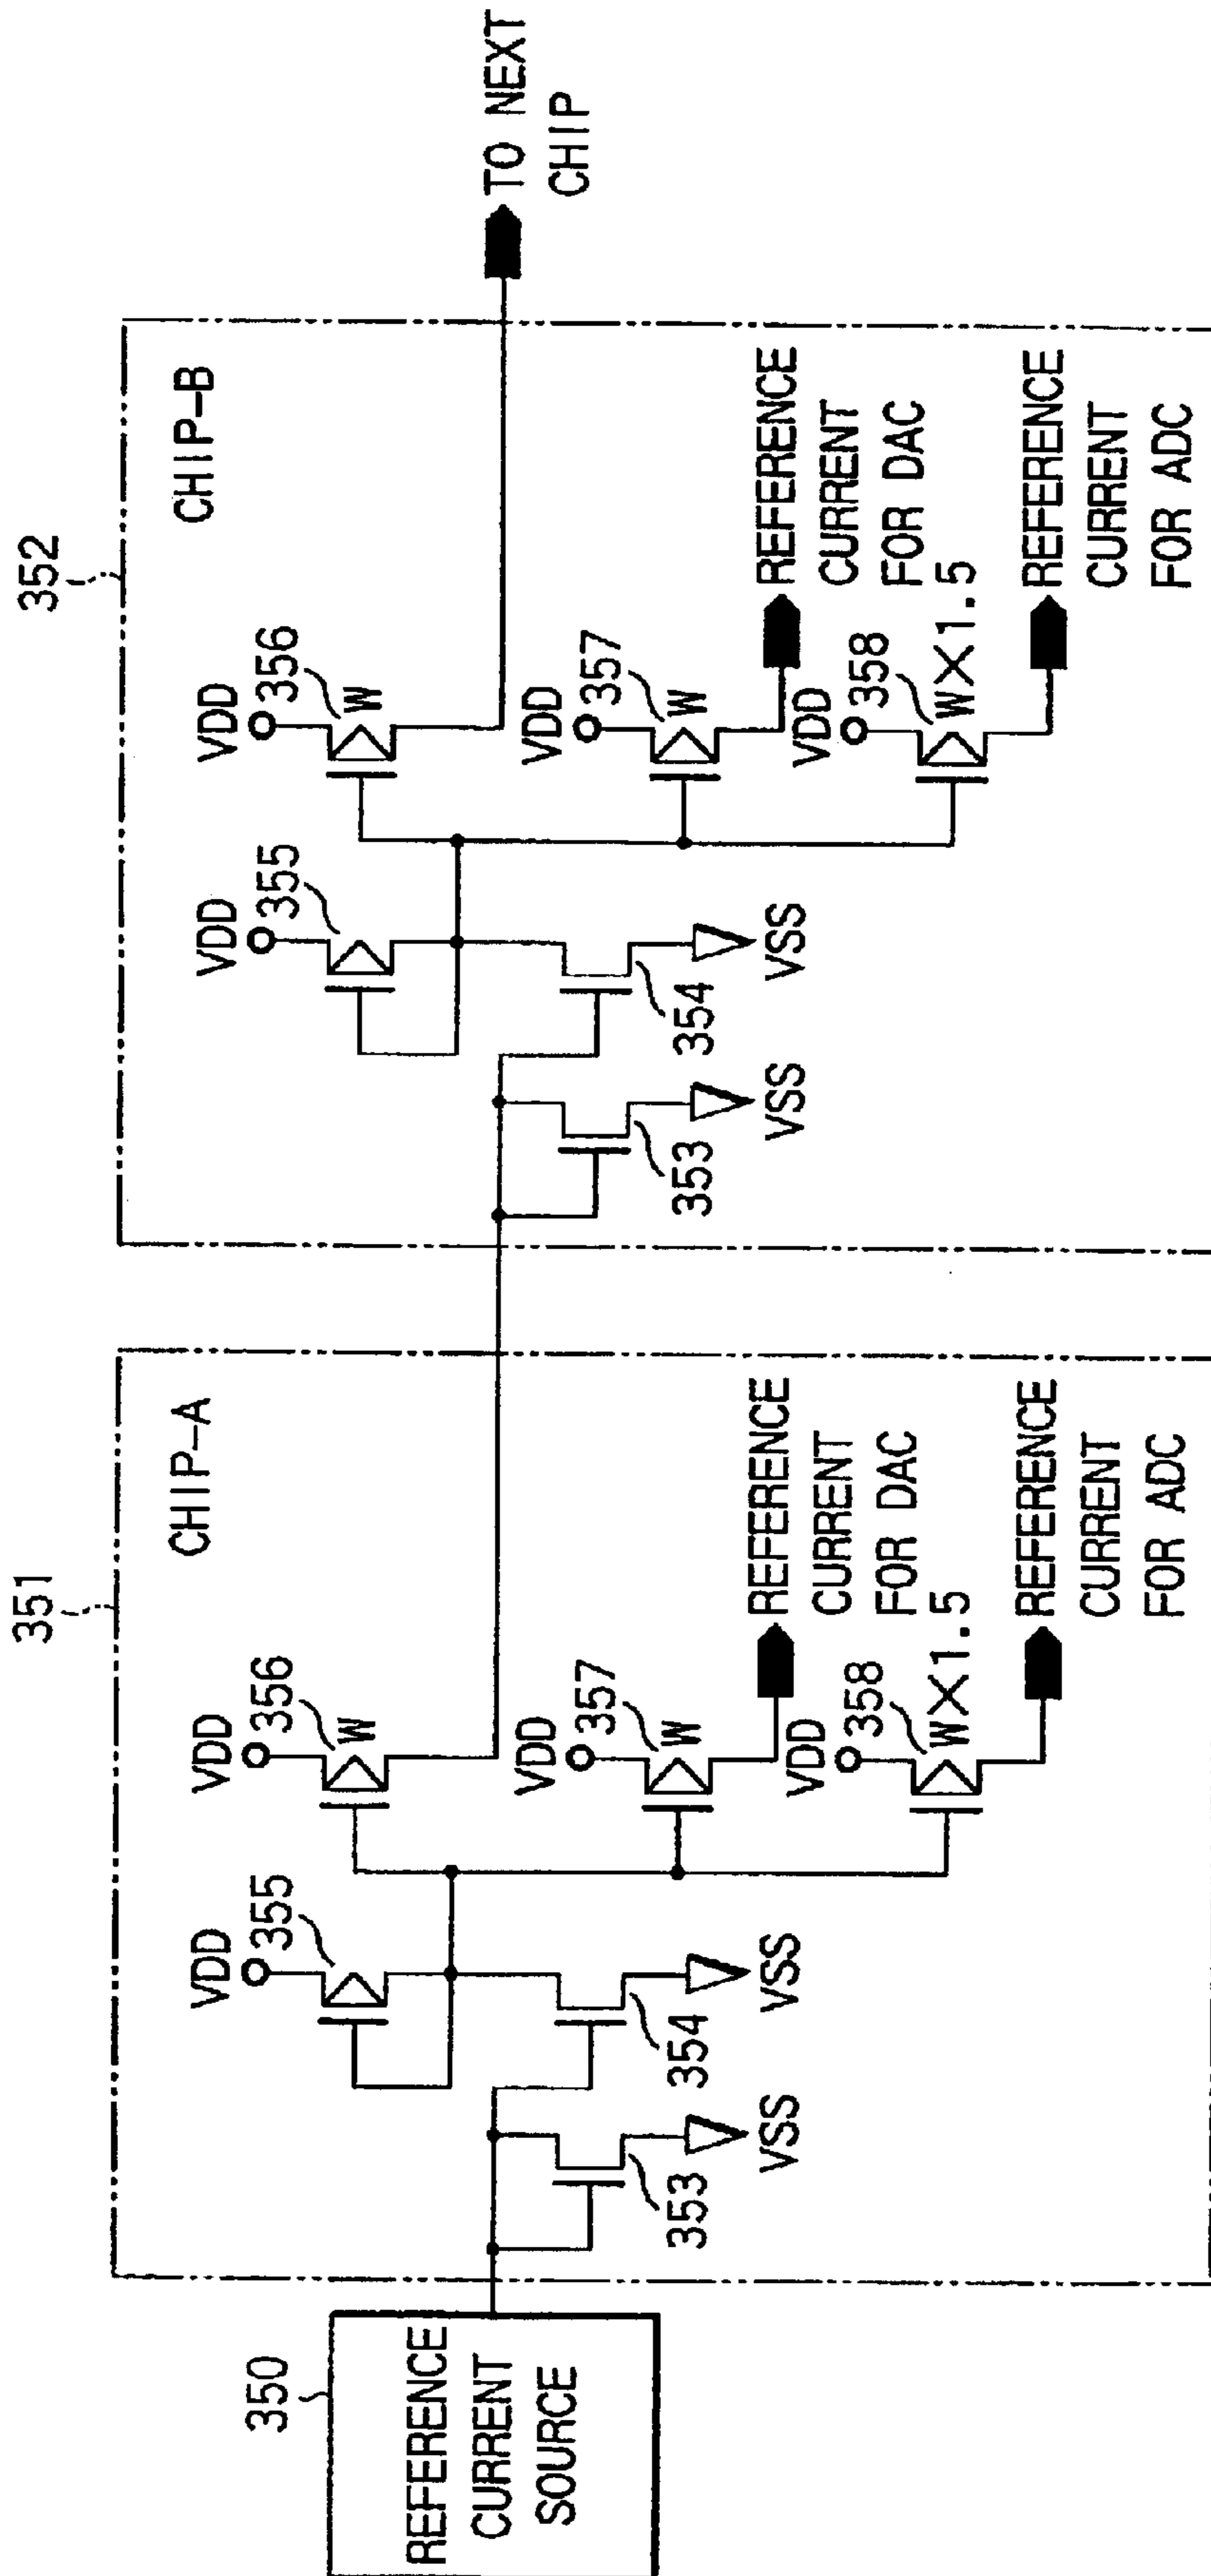 350
REFERENCE
CURRENT
SOURCE
351
CHIP-A
VDD
355
VDD
356
W
353
VSS
354
VSS
VDD
357
W
REFERENCE
CURRENT
FOR DAC
VDD
358
W×1.5
REFERENCE
CURRENT
FOR ADC
352
CHIP-B
VDD
355
VDD
356
W
353
VSS
354
VSS
VDD
357
W
REFERENCE
CURRENT
FOR DAC
VDD
358
W×1.5
REFERENCE
CURRENT
FOR ADC
TO NEXT
CHIP